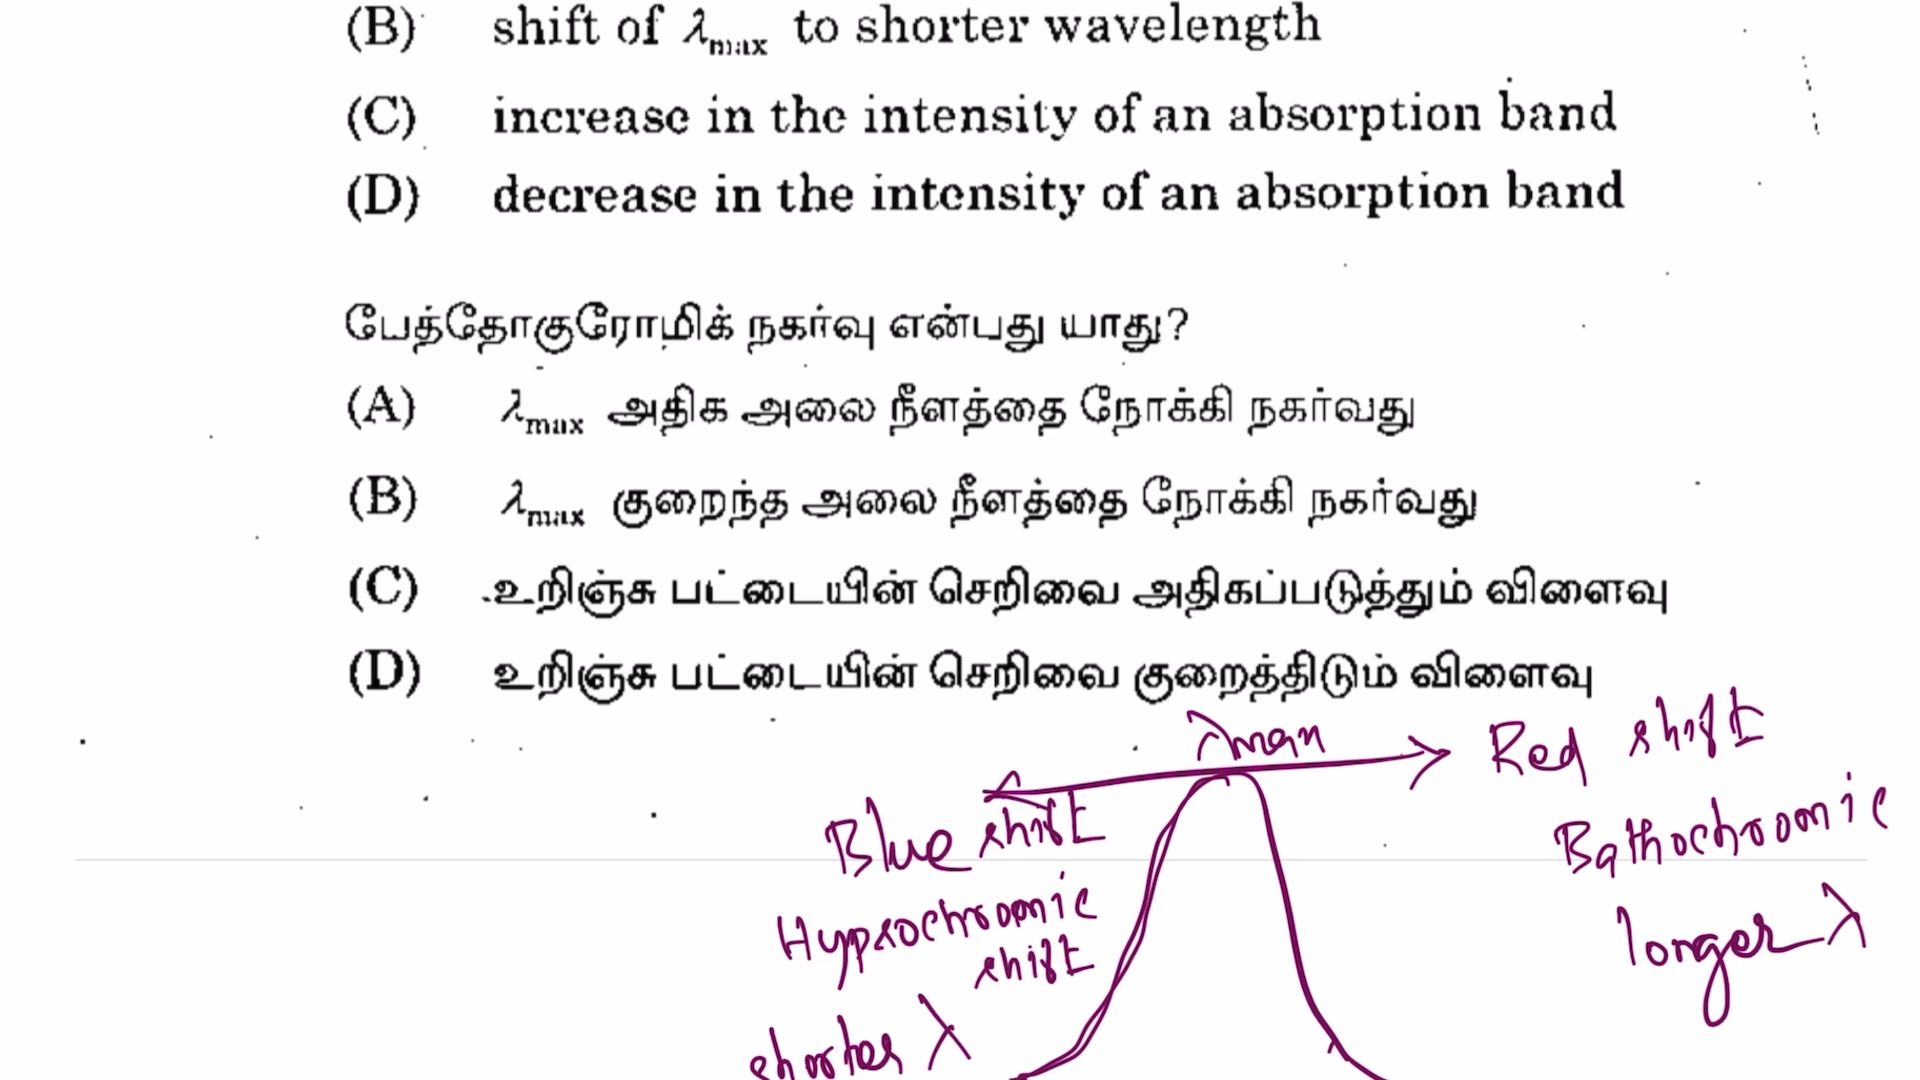 (B) shift of λmax to shorter wavelength
(C) increase in the intensity of an absorption band
(D) decrease in the intensity of an absorption band
பேத்தோகுரோமிக் நகர்வு என்பது யாது?
(A) λmax அதிக அலை நீளத்தை நோக்கி நகர்வது
(B) λmax குறைந்த அலை நீளத்தை நோக்கி நகர்வது
(C) உறிஞ்சு பட்டையின் செறிவை அதிகப்படுத்தும் விளைவு
(D) உறிஞ்சு பட்டையின் செறிவை குறைத்திடும் விளைவு
λmax
Red shift
Blue shift
Bathochromic
Hypsochromic
shift
longer λ
shorter λ